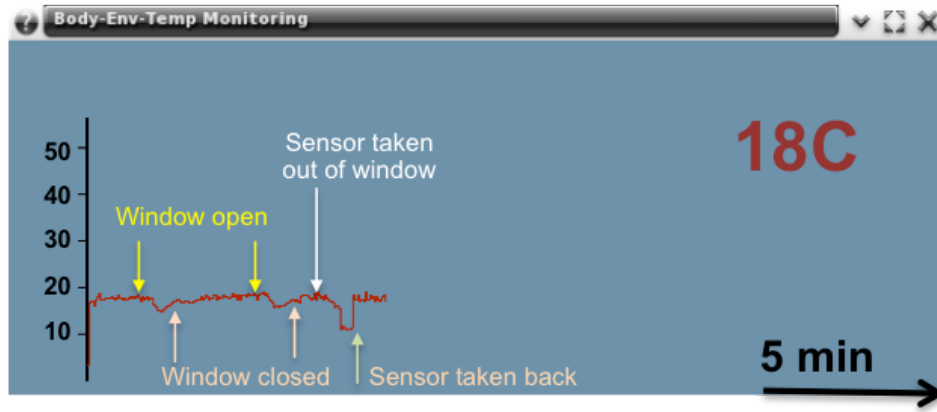 Body-Env-Temp Monitoring
18C
Sensor taken
out of window
50
40
Window open
30
20
10
5 min
Window closed
Sensor taken back